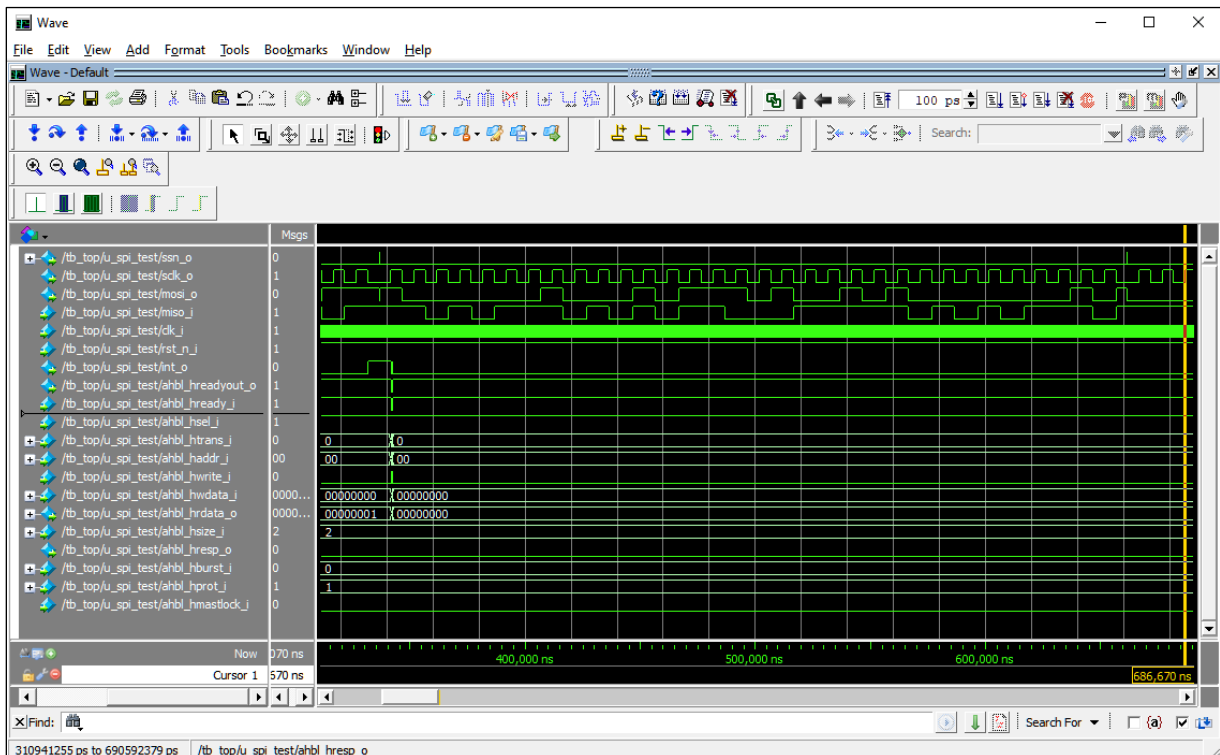 Wave
File Edit View Add Format Tools Bookmarks Window Help
Wave - Default
100 ps
Search:
Msgs
/tb_top/u_spi_test/ssn_o 0
/tb_top/u_spi_test/sclk_o 1
/tb_top/u_spi_test/mosi_o 0
/tb_top/u_spi_test/miso_i 1
/tb_top/u_spi_test/clk_i 1
/tb_top/u_spi_test/rst_n_i 1
/tb_top/u_spi_test/int_o 0
/tb_top/u_spi_test/ahbl_hreadyout_o 1
/tb_top/u_spi_test/ahbl_hready_i 1
/tb_top/u_spi_test/ahbl_hsel_i 1
/tb_top/u_spi_test/ahbl_htrans_i 0 0 0
/tb_top/u_spi_test/ahbl_haddr_i 00 00 00
/tb_top/u_spi_test/ahbl_hwrite_i 0
/tb_top/u_spi_test/ahbl_hwdata_i 0000... 00000000 00000000
/tb_top/u_spi_test/ahbl_hrdata_o 0000... 00000001 00000000
/tb_top/u_spi_test/ahbl_hsize_i 2 2
/tb_top/u_spi_test/ahbl_hresp_o 0
/tb_top/u_spi_test/ahbl_hburst_i 0 0
/tb_top/u_spi_test/ahbl_hprot_i 1 1
/tb_top/u_spi_test/ahbl_hmastlock_i 0
Now 070 ns 400,000 ns 500,000 ns 600,000 ns
Cursor 1 670 ns 686,670 ns
Find: Search For {a}
310941255 ps to 690592379 ps /tb_top/u_spi_test/ahbl_hresp_o